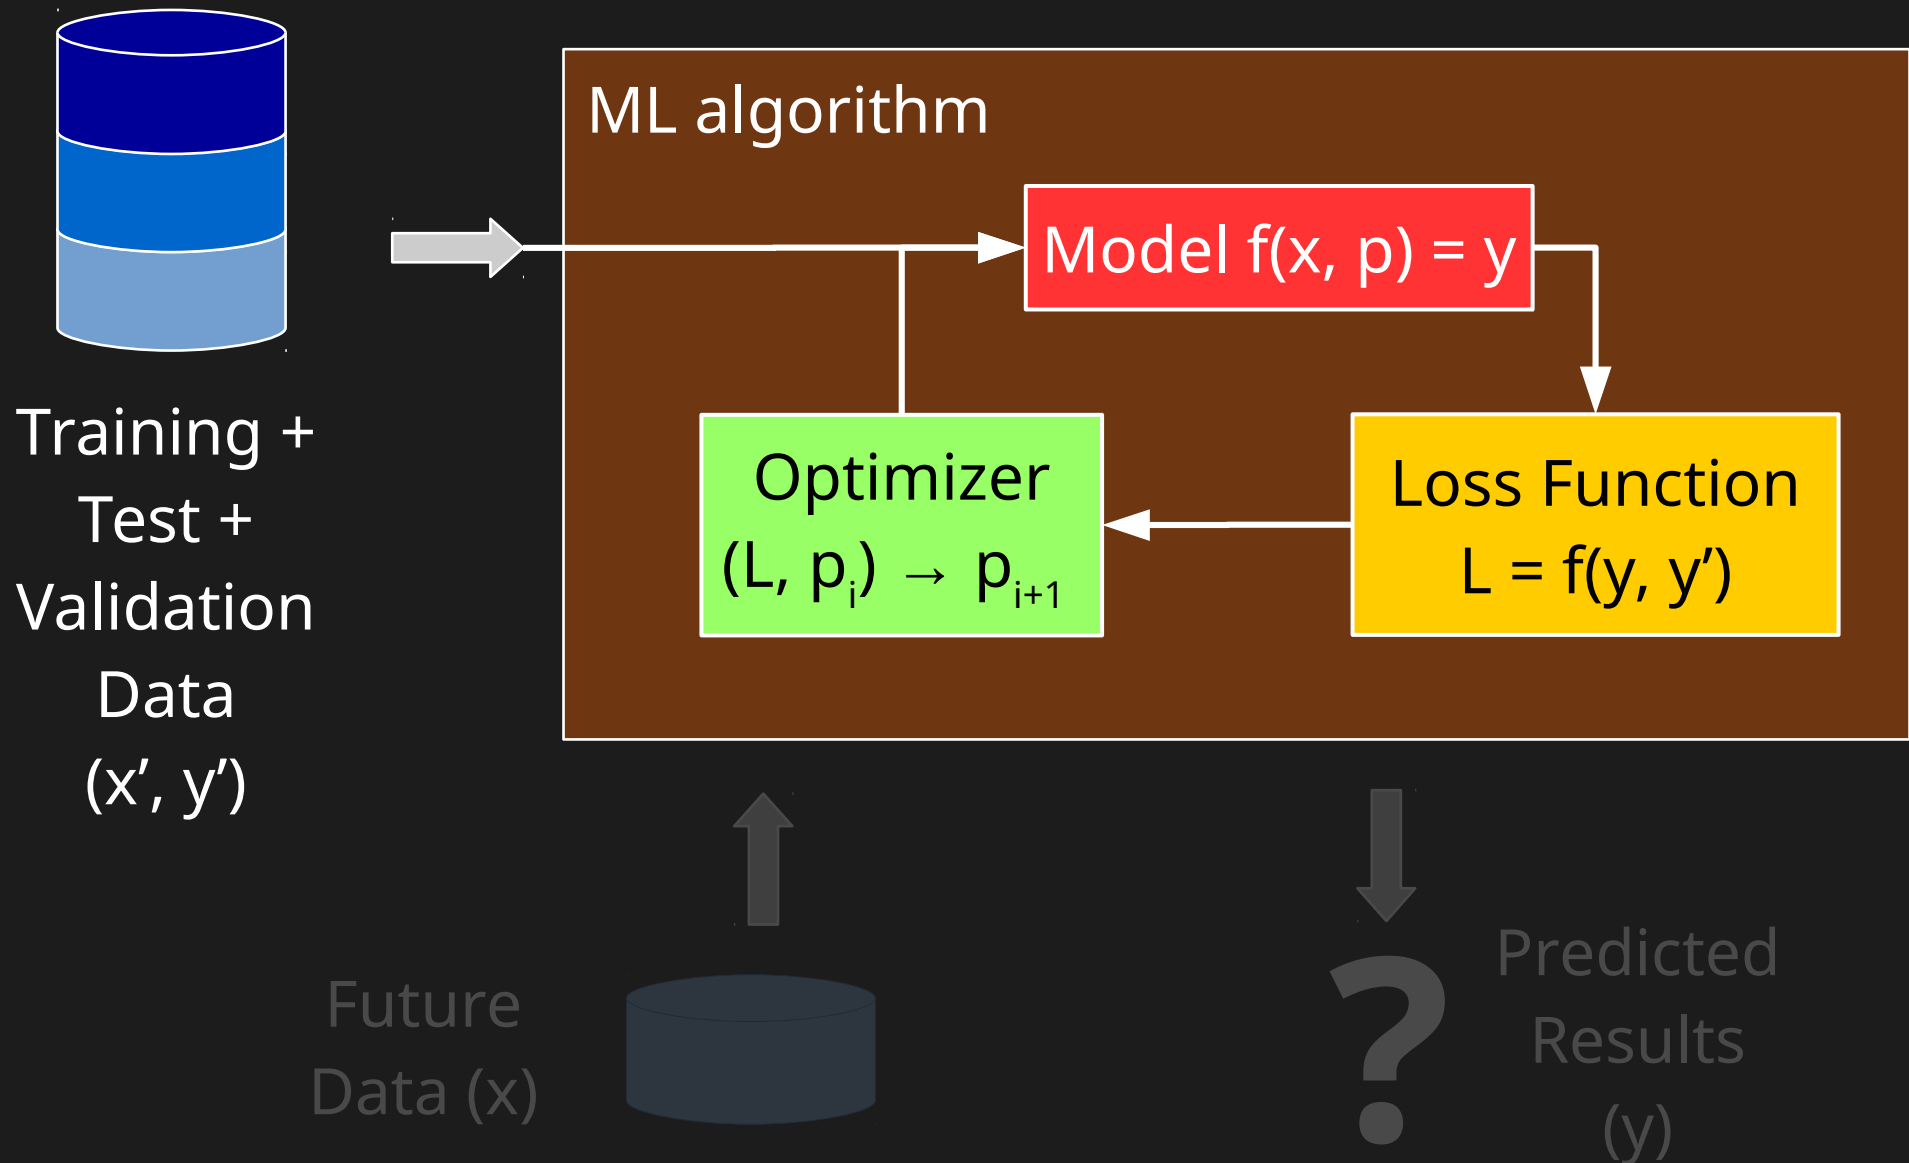 ML algorithm
Model f(x, p) = y
Training +
Test +
Validation
Data
(x’, y’)
Optimizer
(L, pᵢ) → pᵢ₊₁
Loss Function
L = f(y, y’)
Future
Data (x)
?
Predicted
Results
(y)